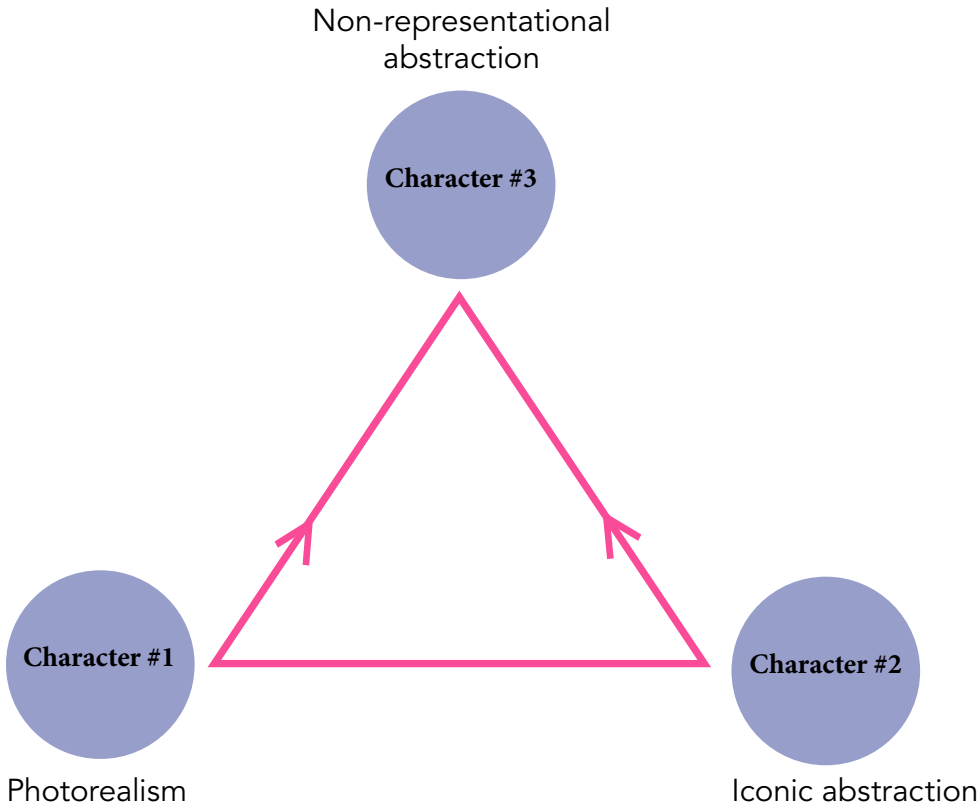 Non-representational
abstraction
Character #3
Character #1
Character #2
Photorealism
Iconic abstraction